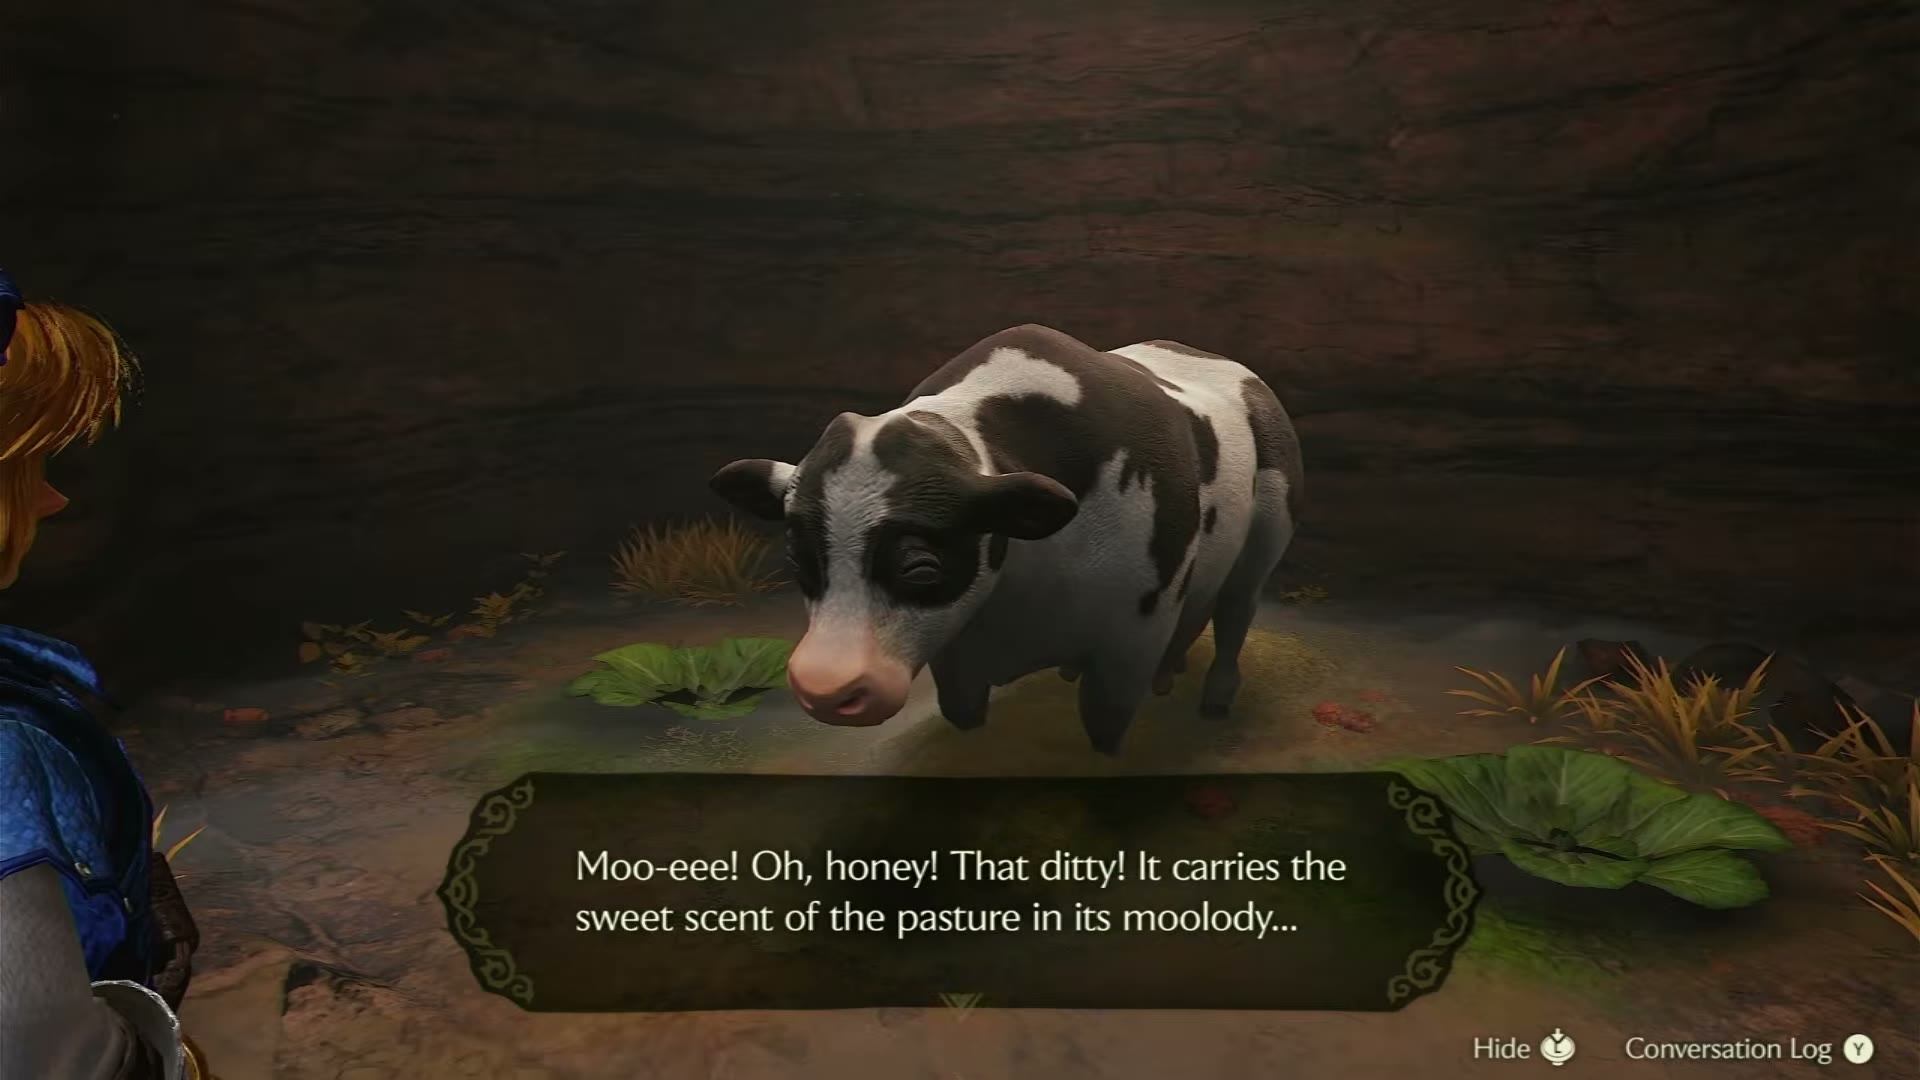 Moo-eee! Oh, honey! That ditty! It carries the
sweet scent of the pasture in its moolody...
Hide L
Conversation Log Y